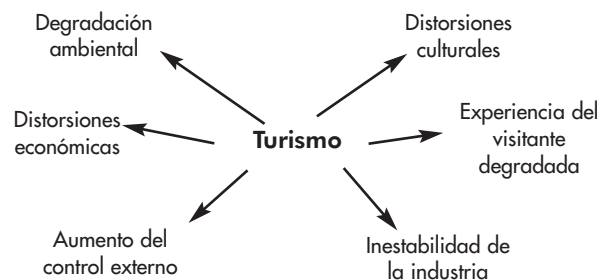 Degradación
ambiental
Distorsiones
culturales
Distorsiones
económicas
Turismo
Experiencia del
visitante
degradada
Aumento del
control externo
Inestabilidad de
la industria